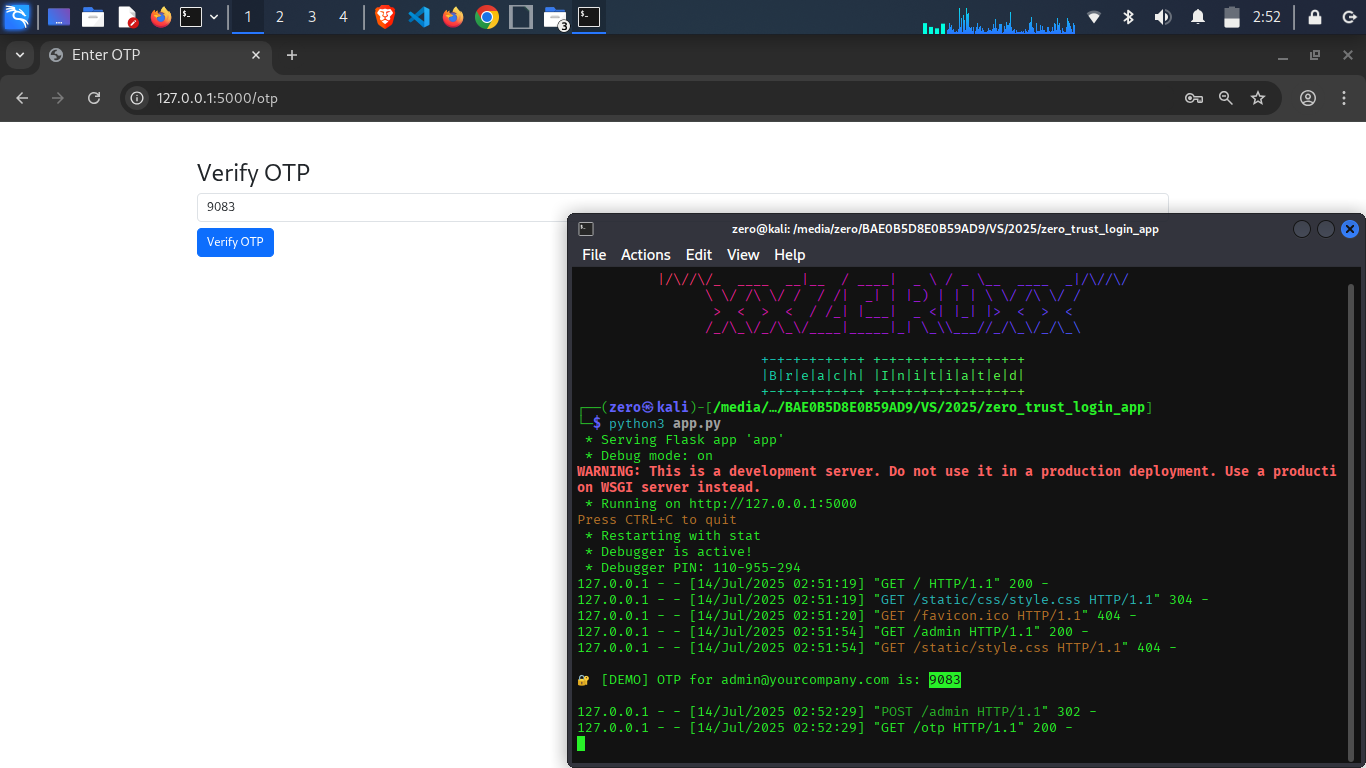 1 2 3 4
3
2:52
Enter OTP
127.0.0.1:5000/otp
Verify OTP
9083
Verify OTP
zero@kali: /media/zero/BAE0B5D8E0B59AD9/VS/2025/zero_trust_login_app
File Actions Edit View Help
|B|r|e|a|c|h| |I|n|i|t|i|a|t|e|d|
┌──(zero㉿kali)-[/media/…/BAE0B5D8E0B59AD9/VS/2025/zero_trust_login_app]
└─$ python3 app.py
* Serving Flask app 'app'
* Debug mode: on
WARNING: This is a development server. Do not use it in a production deployment. Use a producti
on WSGI server instead.
* Running on http://127.0.0.1:5000
Press CTRL+C to quit
* Restarting with stat
* Debugger is active!
* Debugger PIN: 110-955-294
127.0.0.1 - - [14/Jul/2025 02:51:19] "GET / HTTP/1.1" 200 -
127.0.0.1 - - [14/Jul/2025 02:51:19] "GET /static/css/style.css HTTP/1.1" 304 -
127.0.0.1 - - [14/Jul/2025 02:51:20] "GET /favicon.ico HTTP/1.1" 404 -
127.0.0.1 - - [14/Jul/2025 02:51:54] "GET /admin HTTP/1.1" 200 -
127.0.0.1 - - [14/Jul/2025 02:51:54] "GET /static/style.css HTTP/1.1" 404 -
🔐 [DEMO] OTP for admin@yourcompany.com is: 9083
127.0.0.1 - - [14/Jul/2025 02:52:29] "POST /admin HTTP/1.1" 302 -
127.0.0.1 - - [14/Jul/2025 02:52:29] "GET /otp HTTP/1.1" 200 -